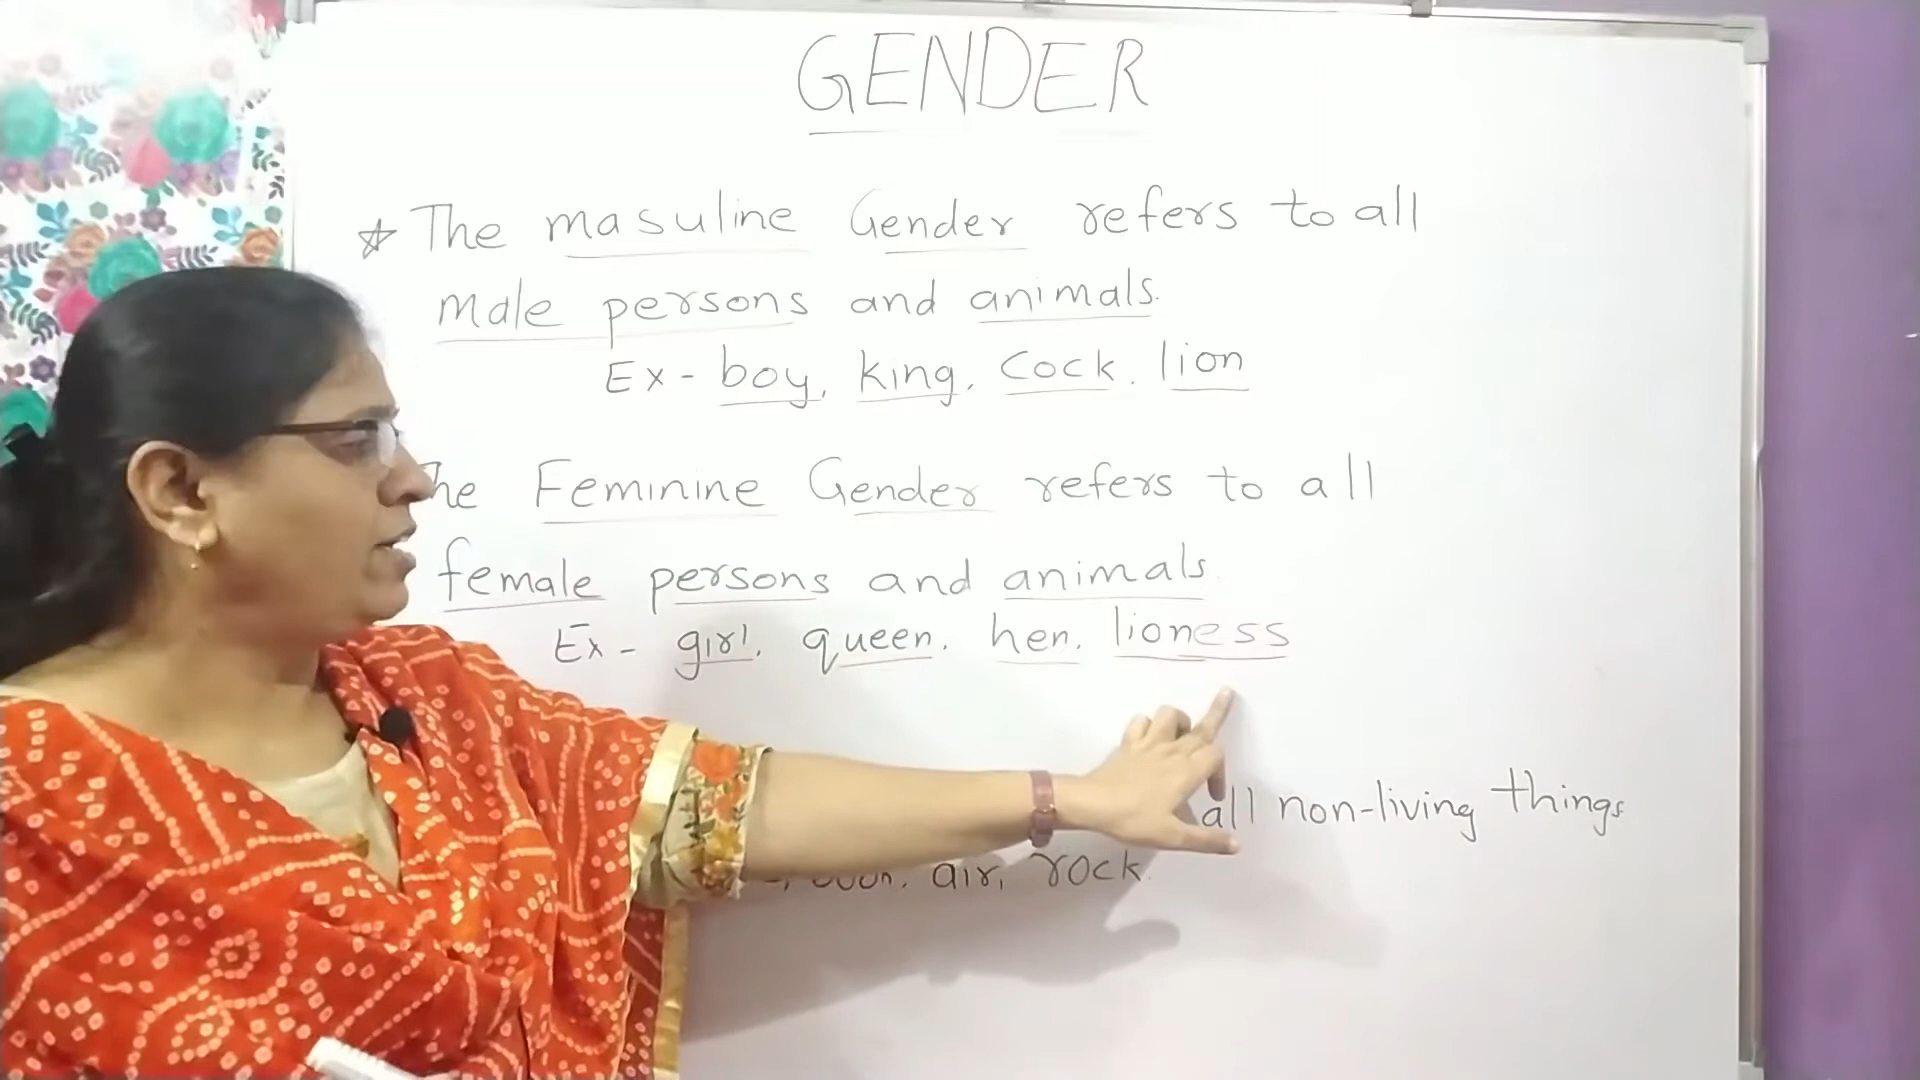 GENDER
☆ The masuline Gender refers to all
male persons and animals.
Ex - boy, king, cock, lion
The Feminine Gender refers to all
female persons and animals.
Ex - girl, queen, hen, lioness
all non-living things
air, rock.